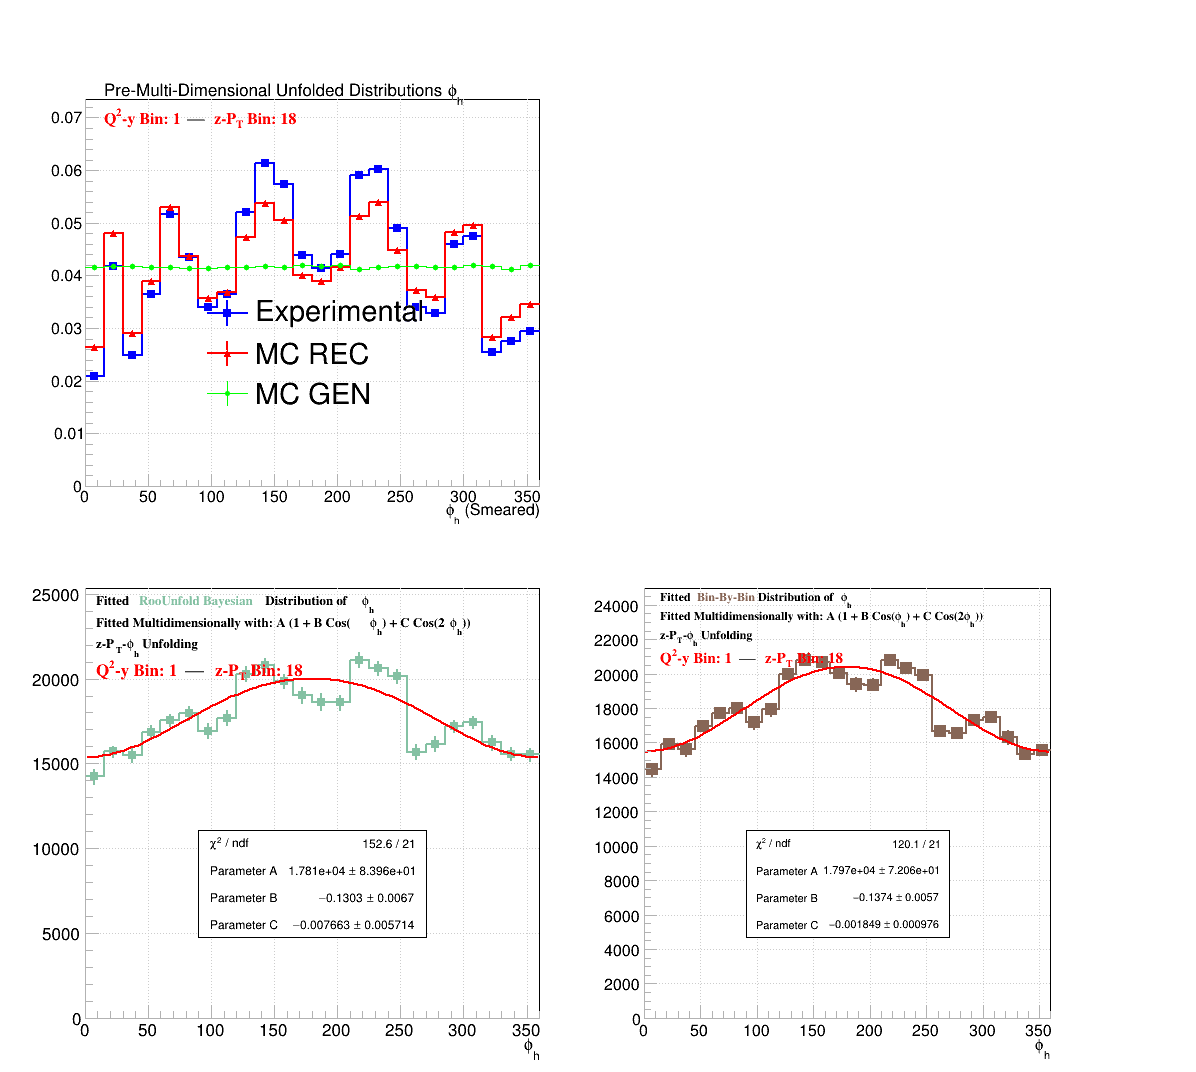 Pre-Multi-Dimensional Unfolded Distributions ϕh
Q²-y Bin: 1 — z-PT Bin: 18
0.07
0.06
0.05
0.04
0.03
0.02
0.01
0
Experimental
MC REC
MC GEN
0 50 100 150 200 250 300 350
ϕh (Smeared)
Fitted RooUnfold Bayesian Distribution of ϕh
Fitted Multidimensionally with: A (1 + B Cos( ϕh) + C Cos(2 ϕh))
z-PT-ϕh Unfolding
Q²-y Bin: 1 — z-PT Bin: 18
25000
20000
15000
10000
5000
0
χ² / ndf 152.6 / 21
Parameter A 1.781e+04 ± 8.396e+01
Parameter B −0.1303 ± 0.0067
Parameter C −0.007663 ± 0.005714
0 50 100 150 200 250 300 350
ϕh
Fitted Bin-By-Bin Distribution of ϕh
Fitted Multidimensionally with: A (1 + B Cos(ϕh) + C Cos(2ϕh))
z-PT-ϕh Unfolding
Q²-y Bin: 1 — z-PT Bin: 18
24000
22000
20000
18000
16000
14000
12000
10000
8000
6000
4000
2000
0
χ² / ndf 120.1 / 21
Parameter A 1.797e+04 ± 7.206e+01
Parameter B −0.1374 ± 0.0057
Parameter C −0.001849 ± 0.000976
0 50 100 150 200 250 300 350
ϕh